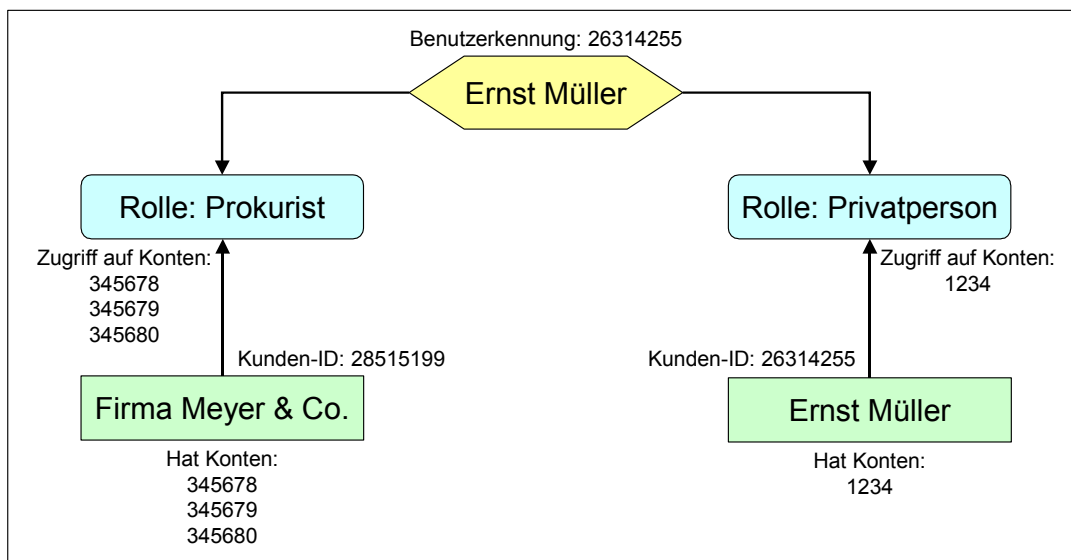 Benutzerkennung: 26314255
Ernst Müller
Rolle: Prokurist
Zugriff auf Konten:
345678
345679
345680
Kunden-ID: 28515199
Firma Meyer & Co.
Hat Konten:
345678
345679
345680
Rolle: Privatperson
Zugriff auf Konten:
1234
Kunden-ID: 26314255
Ernst Müller
Hat Konten:
1234